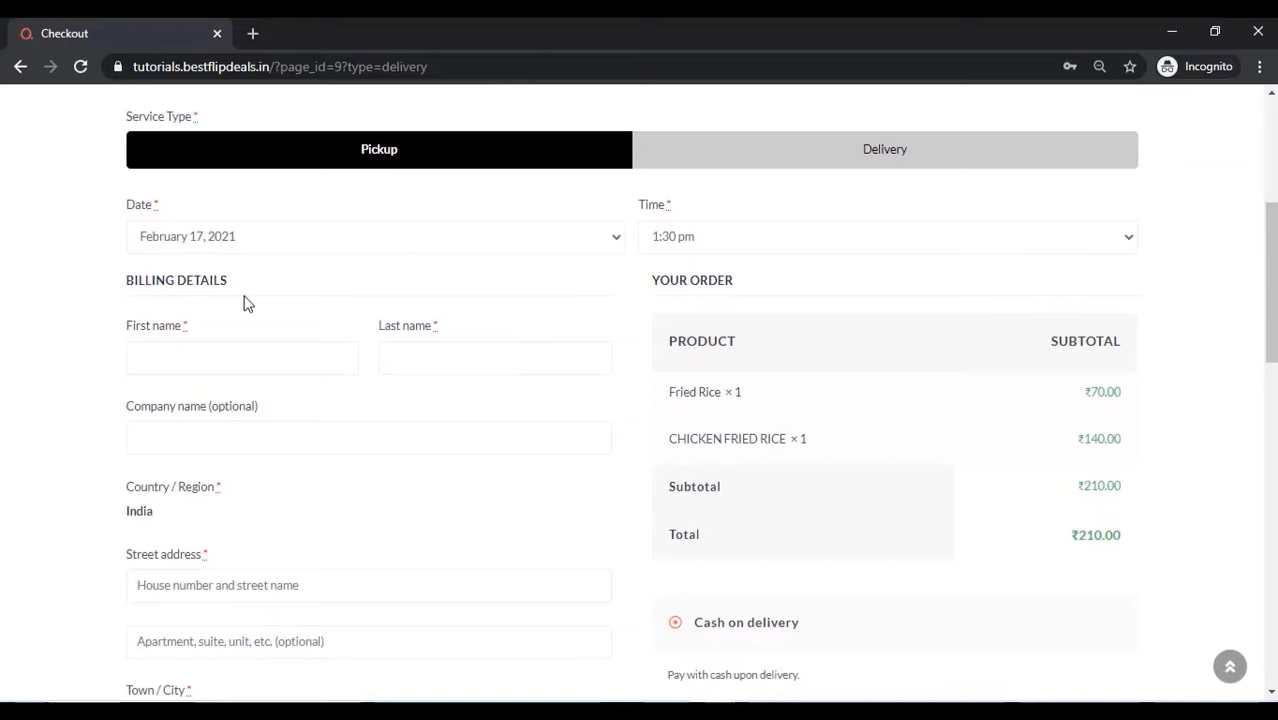 Checkout
tutorials.bestflipdeals.in/?page_id=9?type=delivery
Incognito
Service Type *
Pickup
Delivery
Date *
Time *
February 17, 2021
1:30 pm
BILLING DETAILS
YOUR ORDER
First name *
Last name *
PRODUCT
SUBTOTAL
Fried Rice × 1
₹70.00
Company name (optional)
CHICKEN FRIED RICE × 1
₹140.00
Country / Region *
India
Subtotal
₹210.00
Total
₹210.00
Street address *
House number and street name
Cash on delivery
Apartment, suite, unit, etc. (optional)
Pay with cash upon delivery.
Town / City *